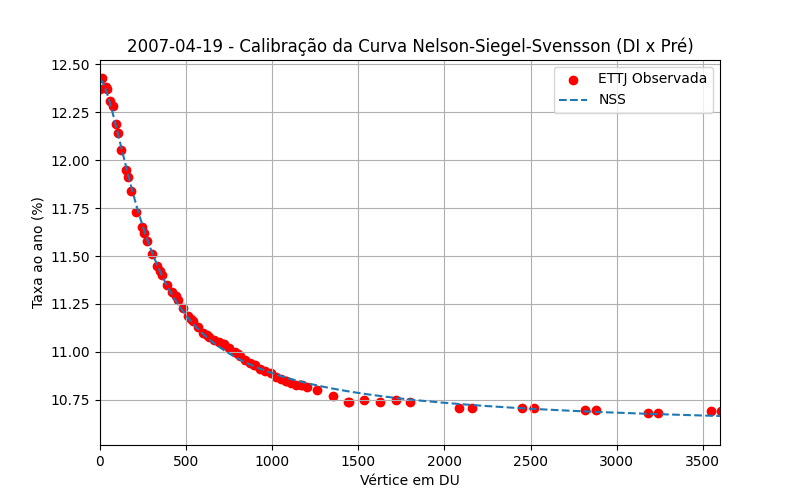 2007-04-19 - Calibração da Curva Nelson-Siegel-Svensson (DI x Pré)
ETTJ Observada
NSS
Taxa ao ano (%)
12.50
12.25
12.00
11.75
11.50
11.25
11.00
10.75
0 500 1000 1500 2000 2500 3000 3500
Vértice em DU